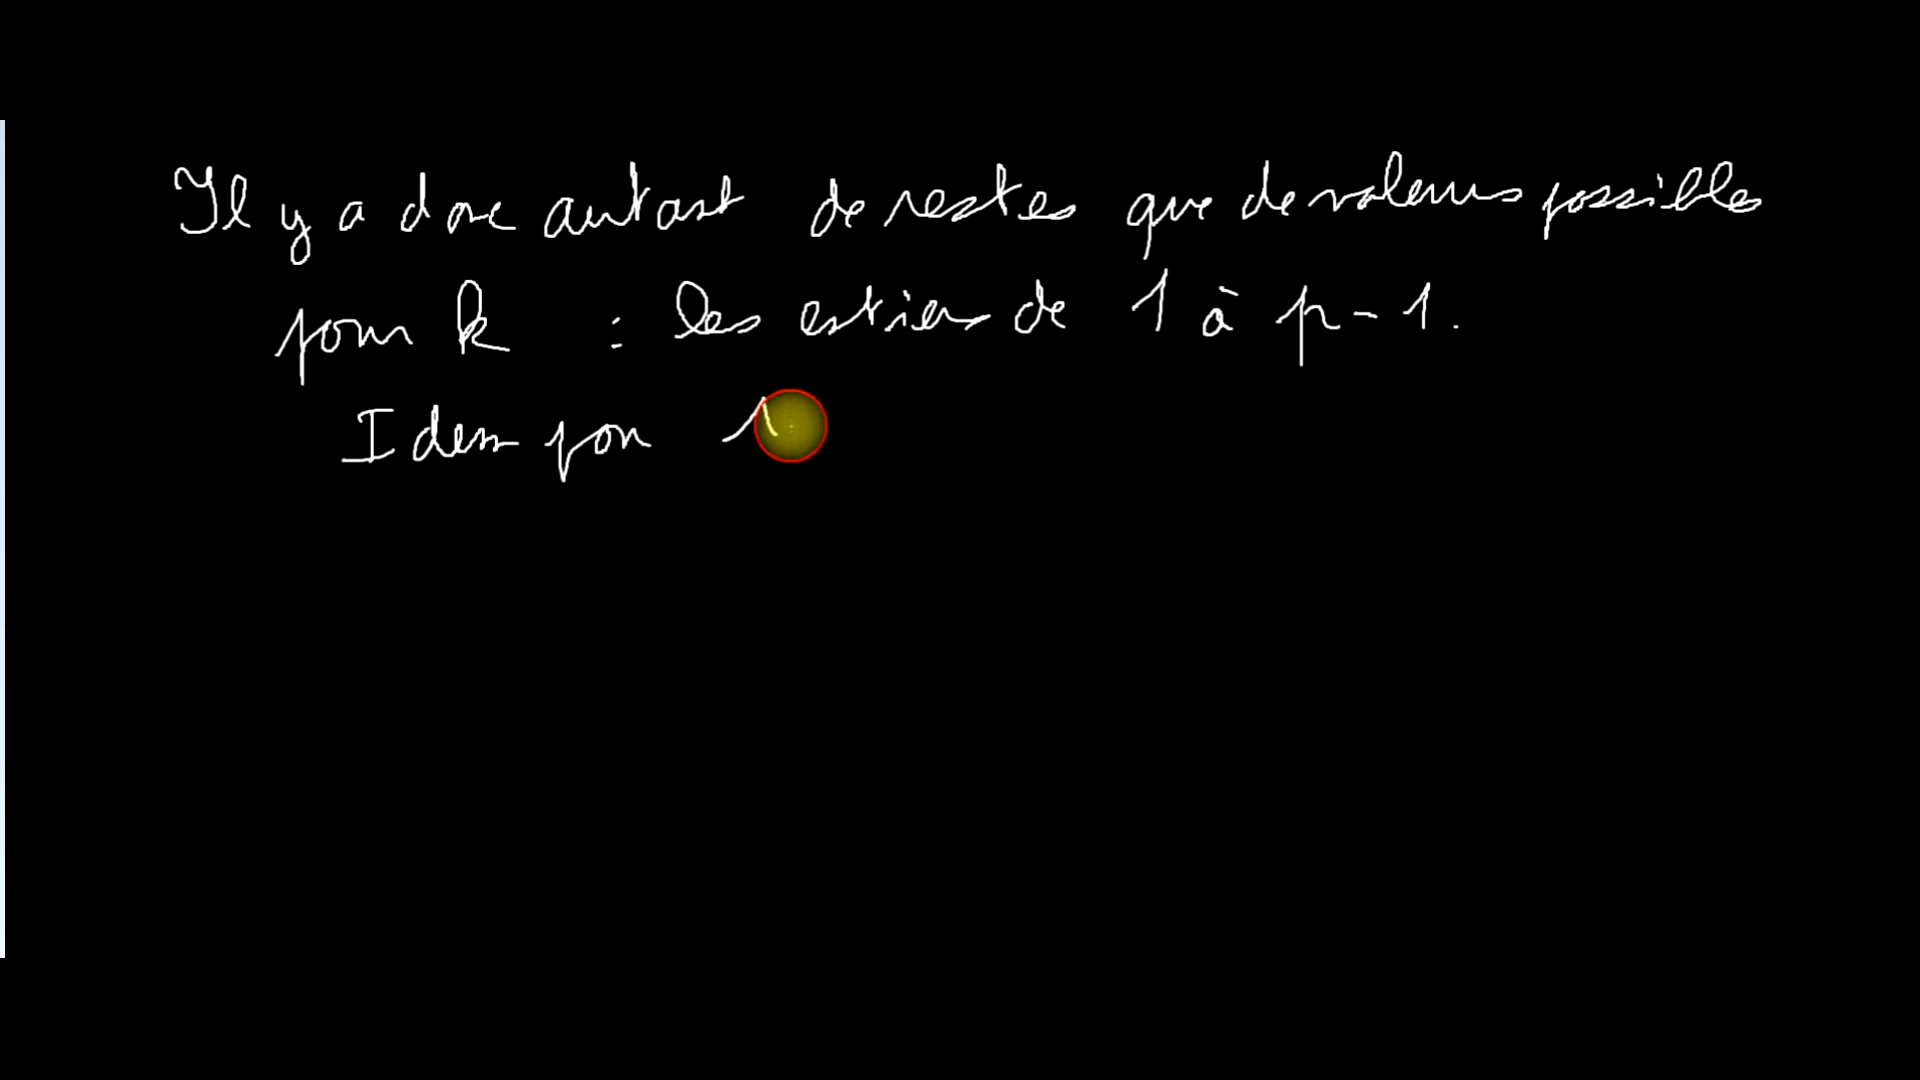 Il y a donc autant de restes que de valeurs possibles
pour k : les entiers de 1 à p-1.
Idem pour